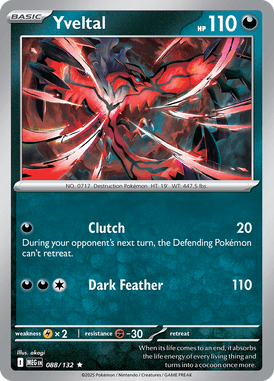 BASIC
Yveltal
HP 110
NO. 0717 Destruction Pokémon HT. 19' WT. 447.5 lbs.
Clutch 20
During your opponent's next turn, the Defending Pokémon
can't retreat.
Dark Feather 110
weakness ×2 resistance -30 retreat
illus. akagi
I MEG EN 088/132 ★
When its life comes to an end, it absorbs
the life energy of every living thing and
turns into a cocoon once more.
©2025 Pokémon / Nintendo / Creatures / GAME FREAK